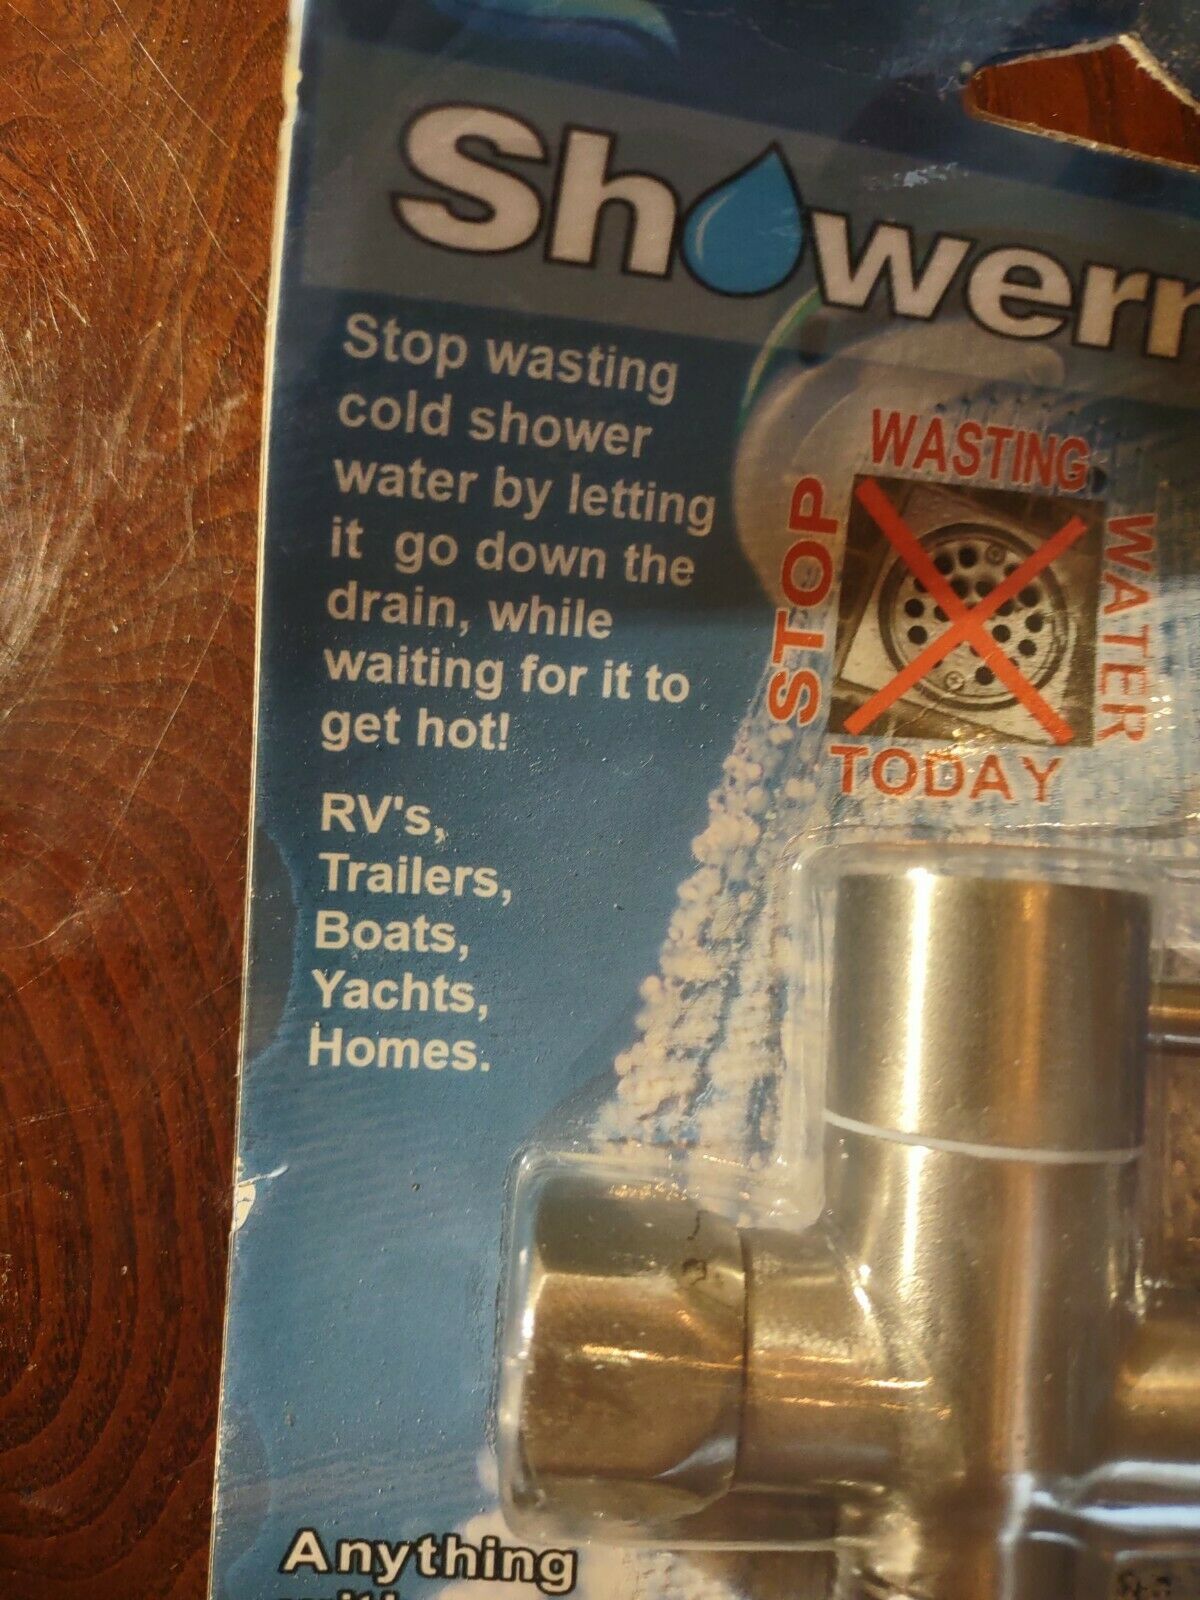 Showerm
Stop wasting
cold shower
water by letting
it go down the
drain, while
waiting for it to
get hot!
RV's,
Trailers,
Boats,
Yachts,
Homes.
STOP
WASTING
WATER
TODAY
Anything